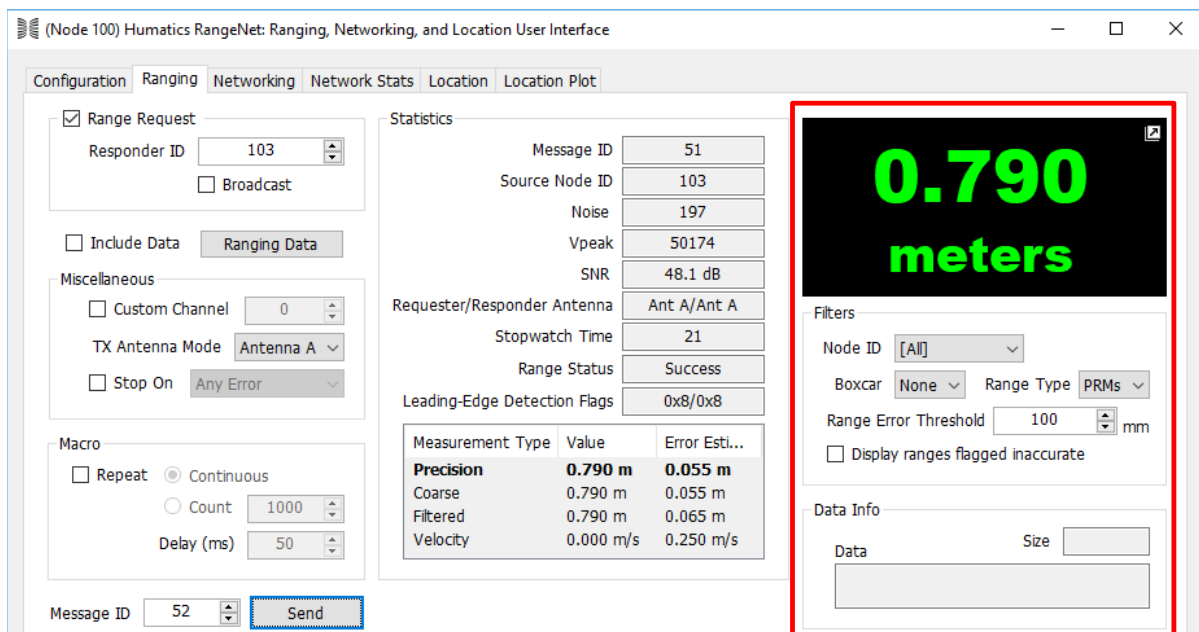 (Node 100) Humatics RangeNet: Ranging, Networking, and Location User Interface
Configuration Ranging Networking Network Stats Location Location Plot
Range Request
Responder ID 103
Broadcast
Include Data Ranging Data
Miscellaneous
Custom Channel 0
TX Antenna Mode Antenna A
Stop On Any Error
Macro
Repeat Continuous
Count 1000
Delay (ms) 50
Message ID 52 Send
Statistics
Message ID 51
Source Node ID 103
Noise 197
Vpeak 50174
SNR 48.1 dB
Requester/Responder Antenna Ant A/Ant A
Stopwatch Time 21
Range Status Success
Leading-Edge Detection Flags 0x8/0x8
Measurement Type Value Error Esti...
Precision 0.790 m 0.055 m
Coarse 0.790 m 0.055 m
Filtered 0.790 m 0.065 m
Velocity 0.000 m/s 0.250 m/s
0.790
meters
Filters
Node ID [All]
Boxcar None Range Type PRMs
Range Error Threshold 100 mm
Display ranges flagged inaccurate
Data Info
Data Size